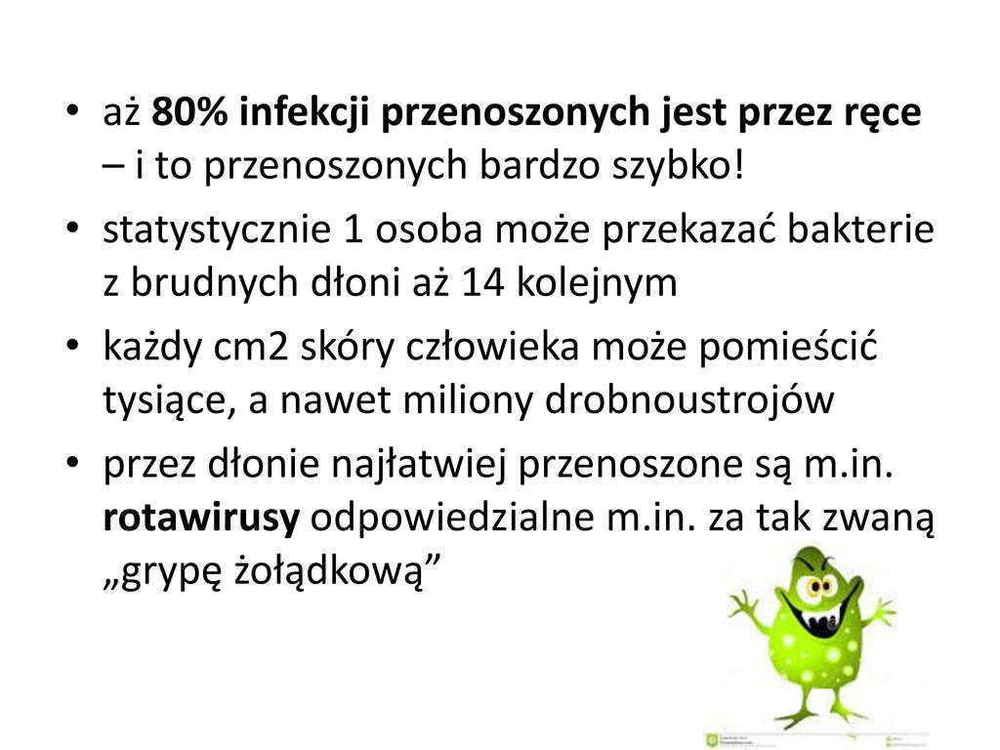 • aż 80% infekcji przenoszonych jest przez ręce
– i to przenoszonych bardzo szybko!
• statystycznie 1 osoba może przekazać bakterie
z brudnych dłoni aż 14 kolejnym
• każdy cm2 skóry człowieka może pomieścić
tysiące, a nawet miliony drobnoustrojów
• przez dłonie najłatwiej przenoszone są m.in.
rotawirusy odpowiedzialne m.in. za tak zwaną
„grypę żołądkową”